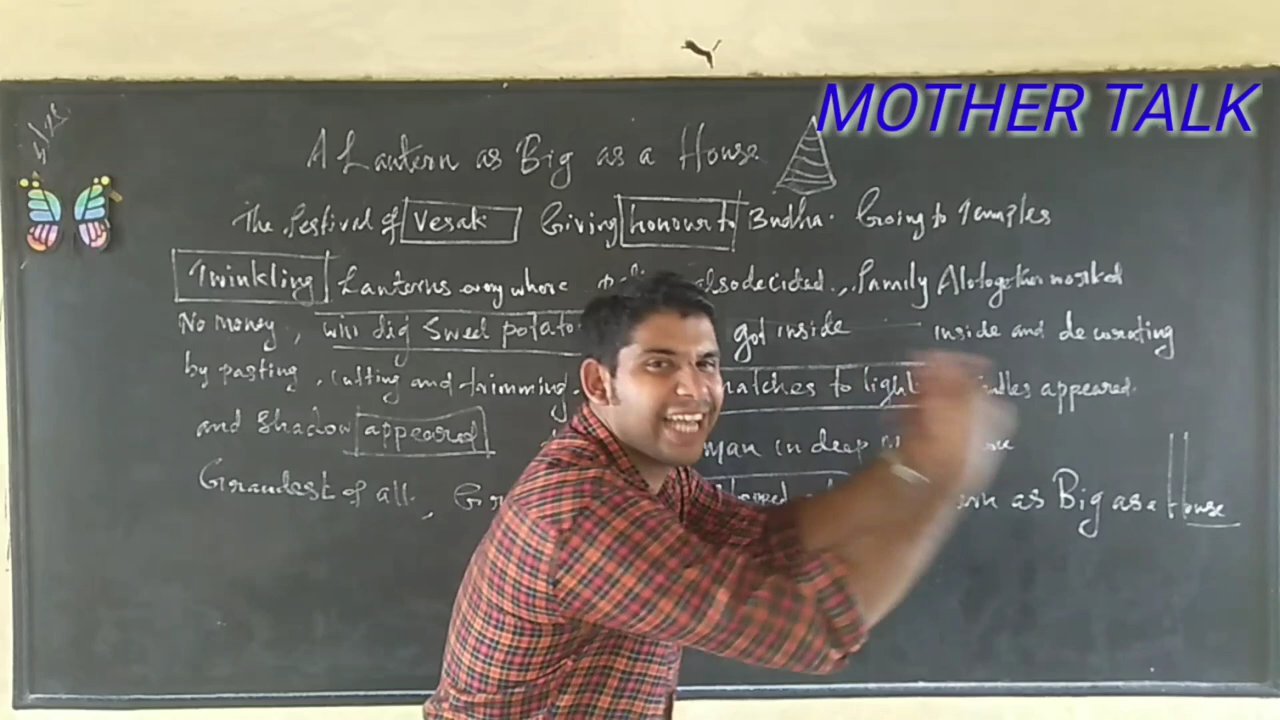 MOTHER TALK
A Lantern as Big as a House
The festival of Vesak Giving honour to Budha. Going to Temples
Twinkling Lanterns everywhere also decided, Family Altogether worked
No money, will dig Sweet potato got inside inside and decorating
by pasting, cutting and trimming, matches to light appeared.
and Shadow appeared man in deep
Grandest of all, as Big as a House